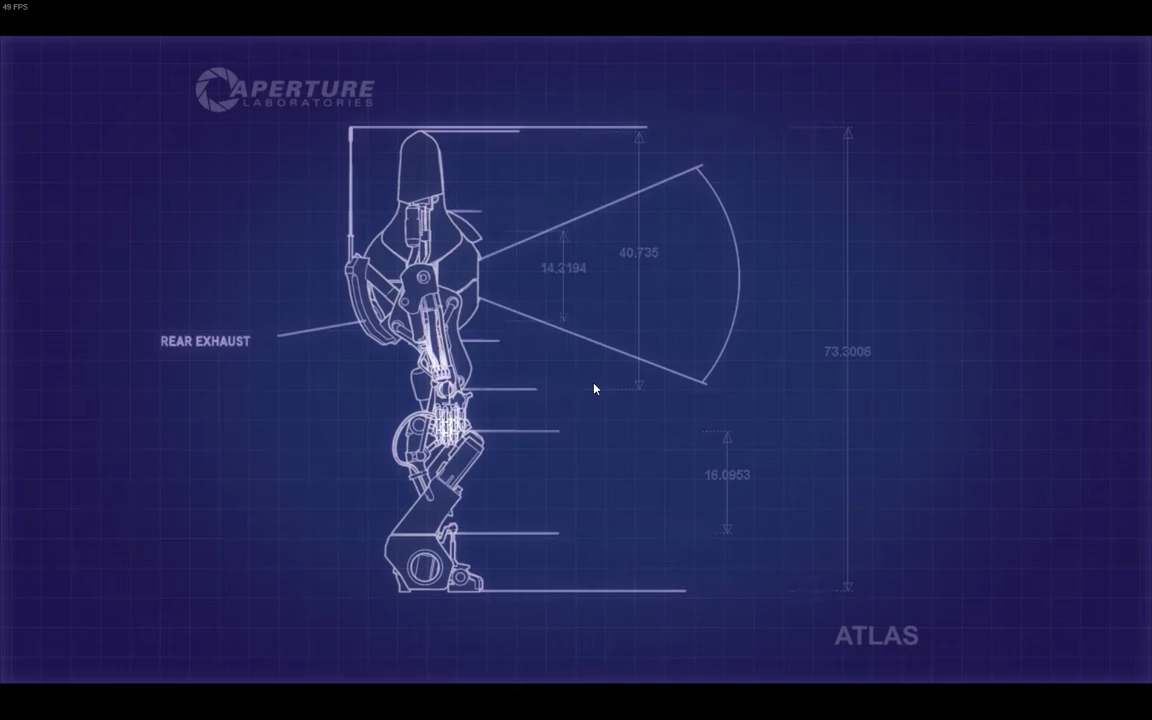 49 FPS
APERTURE
LABORATORIES
40.735
14.2194
REAR EXHAUST
73.3006
16.0953
ATLAS